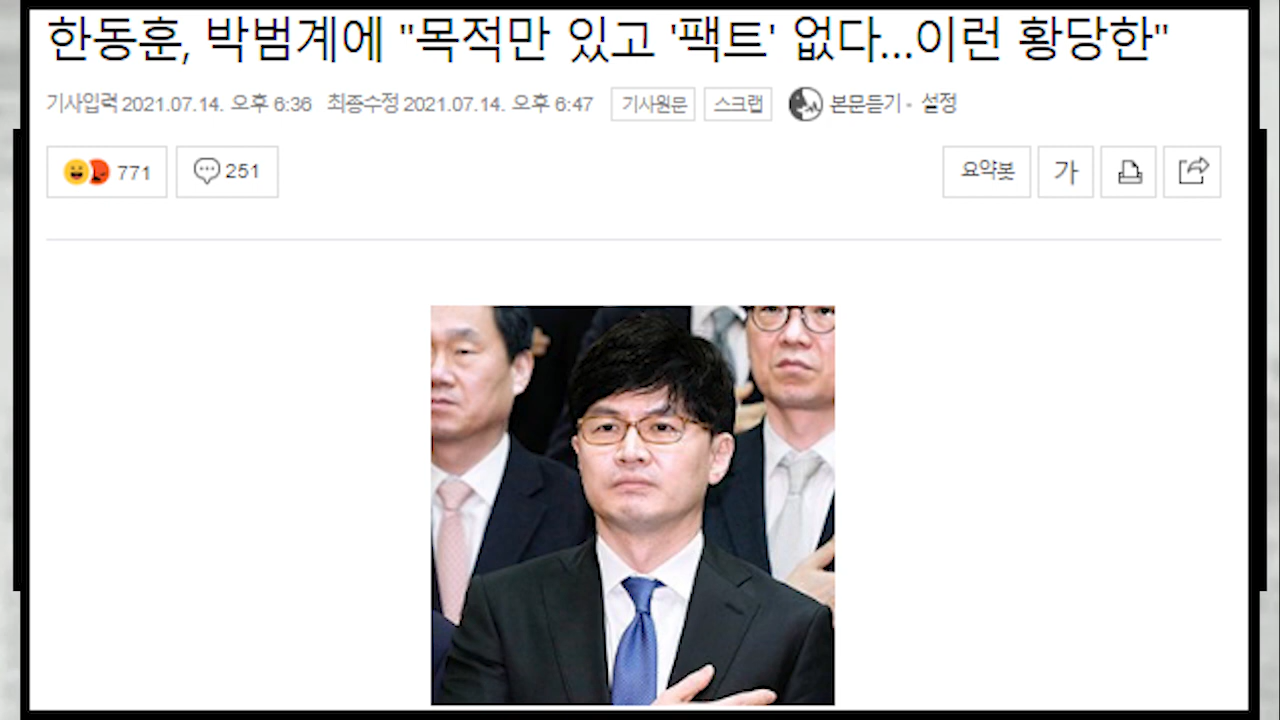 한동훈, 박범계에 "목적만 있고 '팩트' 없다…이런 황당한"
기사입력 2021.07.14. 오후 6:36 최종수정 2021.07.14. 오후 6:47 기사원문 스크랩 본문듣기 · 설정
771 251 요약봇 가